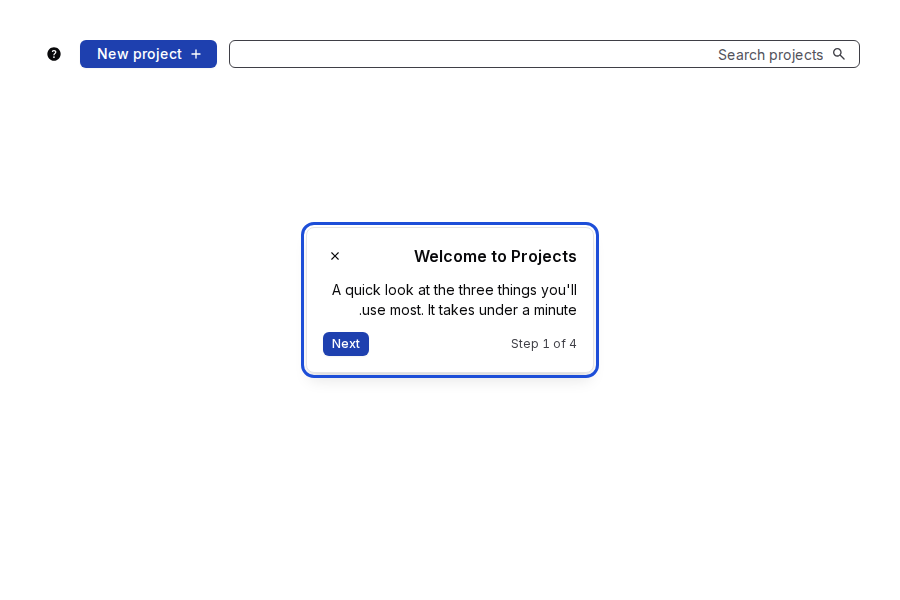 New project
Search projects
Welcome to Projects
A quick look at the three things you'll
use most. It takes under a minute.
Step 1 of 4
Next